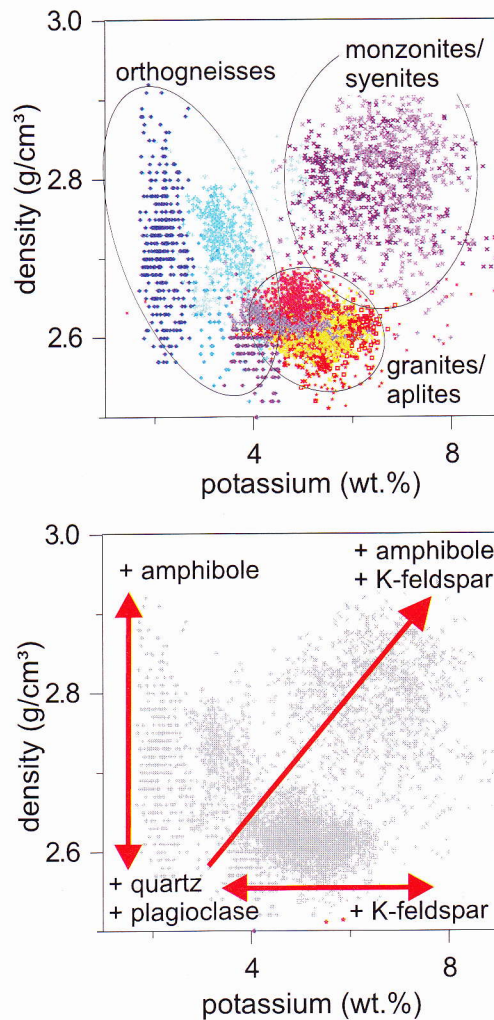 3.0
orthogneisses
monzonites/
syenites
2.8
density (g/cm³)
2.6
granites/
aplites
4
8
potassium (wt.%)
3.0
+ amphibole
+ amphibole
+ K-feldspar
2.8
density (g/cm³)
2.6
+ quartz
+ plagioclase
+ K-feldspar
4
8
potassium (wt.%)